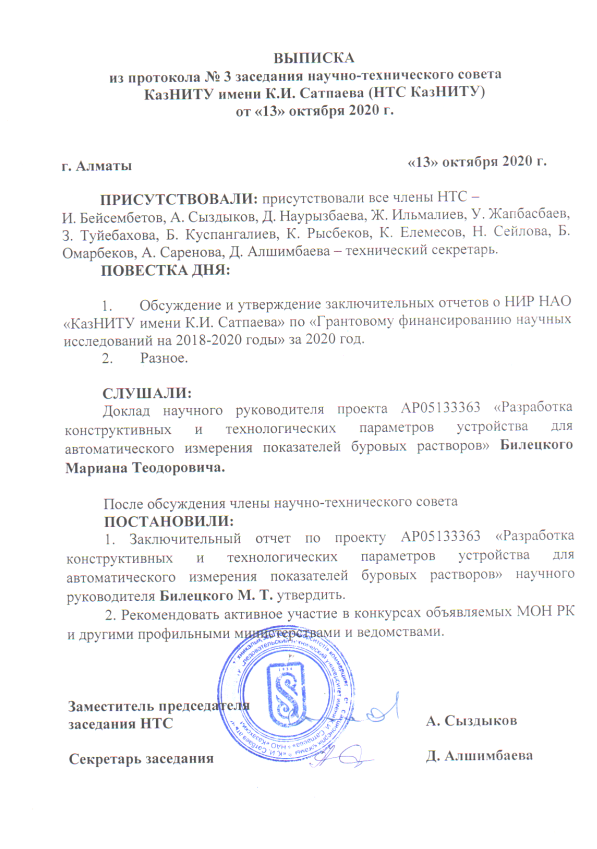 ВЫПИСКА
из протокола № 3 заседания научно-технического совета
КазНИТУ имени К.И. Сатпаева (НТС КазНИТУ)
от «13» октября 2020 г.
г. Алматы «13» октября 2020 г.
ПРИСУТСТВОВАЛИ: присутствовали все члены НТС –
И. Бейсембетов, А. Сыздыков, Д. Наурызбаева, Ж. Ильмалиев, У. Жапбасбаев,
З. Туйебахова, Б. Куспангалиев, К. Рысбеков, К. Елемесов, Н. Сейлова, Б.
Омарбеков, А. Саренова, Д. Алшимбаева – технический секретарь.
ПОВЕСТКА ДНЯ:
1. Обсуждение и утверждение заключительных отчетов о НИР НАО
«КазНИТУ имени К.И. Сатпаева» по «Грантовому финансированию научных
исследований на 2018-2020 годы» за 2020 год.
2. Разное.
СЛУШАЛИ:
Доклад научного руководителя проекта АР05133363 «Разработка
конструктивных и технологических параметров устройства для
автоматического измерения показателей буровых растворов» Билецкого
Мариана Теодоровича.
После обсуждения члены научно-технического совета
ПОСТАНОВИЛИ:
1. Заключительный отчет по проекту АР05133363 «Разработка
конструктивных и технологических параметров устройства для
автоматического измерения показателей буровых растворов» научного
руководителя Билецкого М. Т. утвердить.
2. Рекомендовать активное участие в конкурсах объявляемых МОН РК
и другими профильными министерствами и ведомствами.
Заместитель председателя
заседания НТС А. Сыздыков
Секретарь заседания Д. Алшимбаева